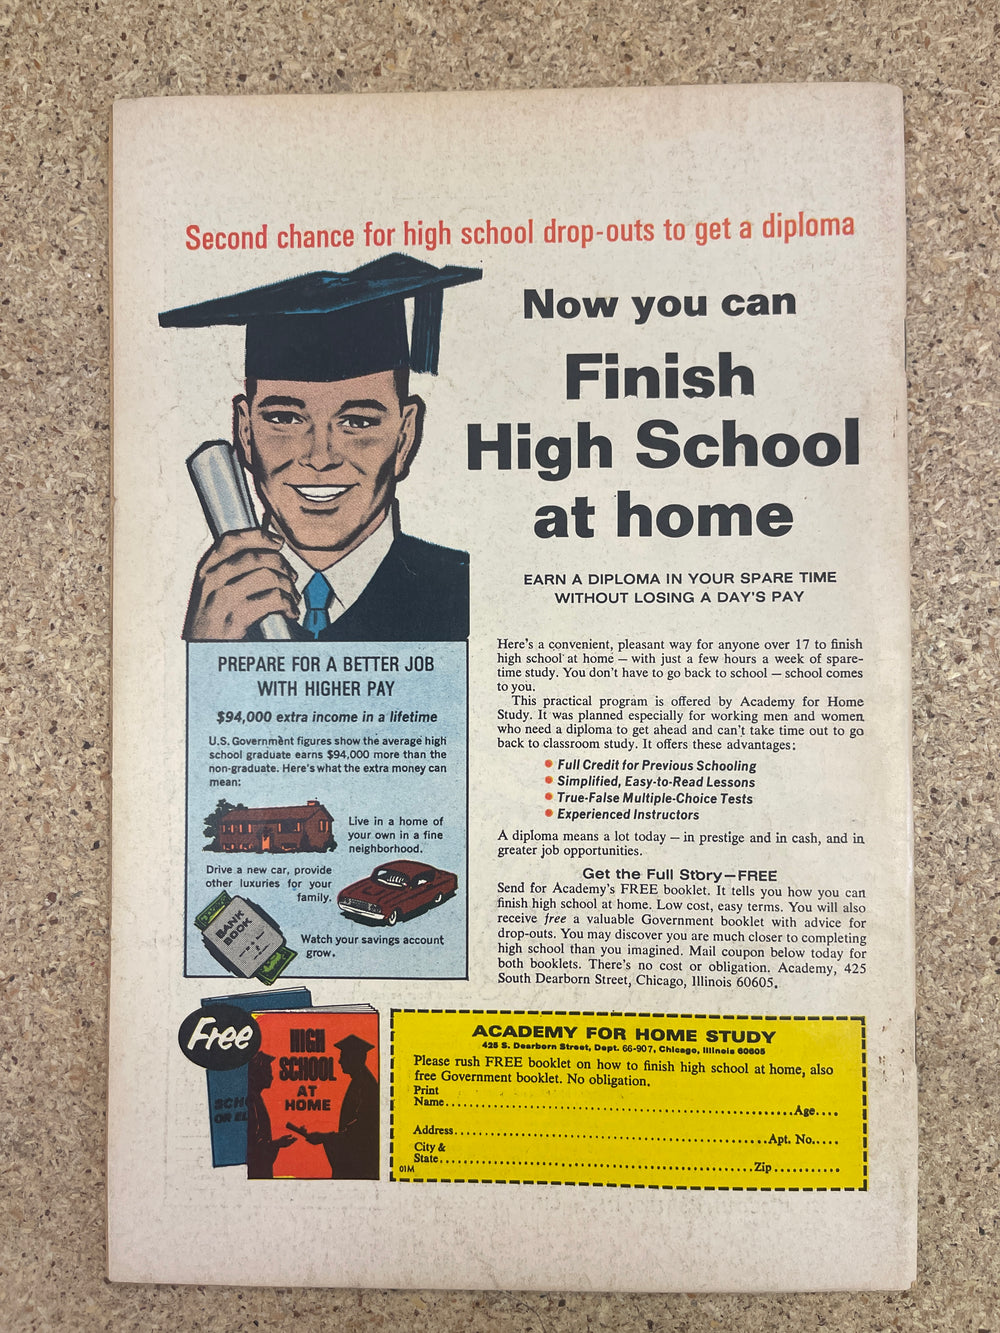 Second chance for high school drop-outs to get a diploma
Now you can
Finish
High School
at home
EARN A DIPLOMA IN YOUR SPARE TIME
WITHOUT LOSING A DAY'S PAY
PREPARE FOR A BETTER JOB
WITH HIGHER PAY
$94,000 extra income in a lifetime
U.S. Government figures show the average high
school graduate earns $94,000 more than the
non-graduate. Here's what the extra money can
mean:
Live in a home of
your own in a fine
neighborhood.
Drive a new car, provide
other luxuries for your
family.
BANK
BOOK
Watch your savings account
grow.
Here's a convenient, pleasant way for anyone over 17 to finish
high school at home — with just a few hours a week of spare-
time study. You don't have to go back to school — school comes
to you.
This practical program is offered by Academy for Home
Study. It was planned especially for working men and women
who need a diploma to get ahead and can't take time out to go
back to classroom study. It offers these advantages:
• Full Credit for Previous Schooling
• Simplified, Easy-to-Read Lessons
• True-False Multiple-Choice Tests
• Experienced Instructors
A diploma means a lot today — in prestige and in cash, and in
greater job opportunities.
Get the Full Story—FREE
Send for Academy's FREE booklet. It tells you how you can
finish high school at home. Low cost, easy terms. You will also
receive free a valuable Government booklet with advice for
drop-outs. You may discover you are much closer to completing
high school than you imagined. Mail coupon below today for
both booklets. There's no cost or obligation. Academy, 425
South Dearborn Street, Chicago, Illinois 60605.
Free
SCH
OR EL
HIGH
SCHOOL
AT
HOME
ACADEMY FOR HOME STUDY
425 S. Dearborn Street, Dept. 66-907, Chicago, Illinois 60605
Please rush FREE booklet on how to finish high school at home, also
free Government booklet. No obligation.
Print
Name....................Age....
Address....................Apt. No.....
City &
State....................Zip...........
01M